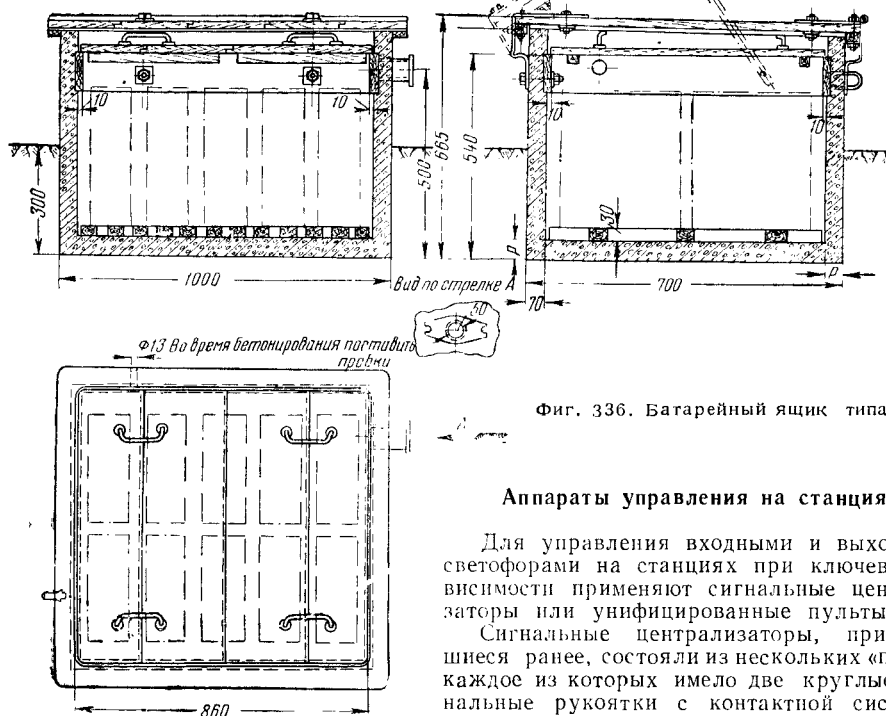 10
10
300
500
665
540
1000
10
10
30
P
P
70
700
Вид по стрелке А
50
Ф13 Во время бетонирования поставить
пробки
А
860
Фиг. 336. Батарейный ящик типа
Аппараты управления на станция
Для управления входными и выхо
светофорами на станциях при ключев
висимости применяют сигнальные цен
заторы или унифицированные пульты
Сигнальные централизаторы, при
шиеся ранее, состояли из нескольких «п
каждое из которых имело две круглые
нальные рукоятки с контактной сис